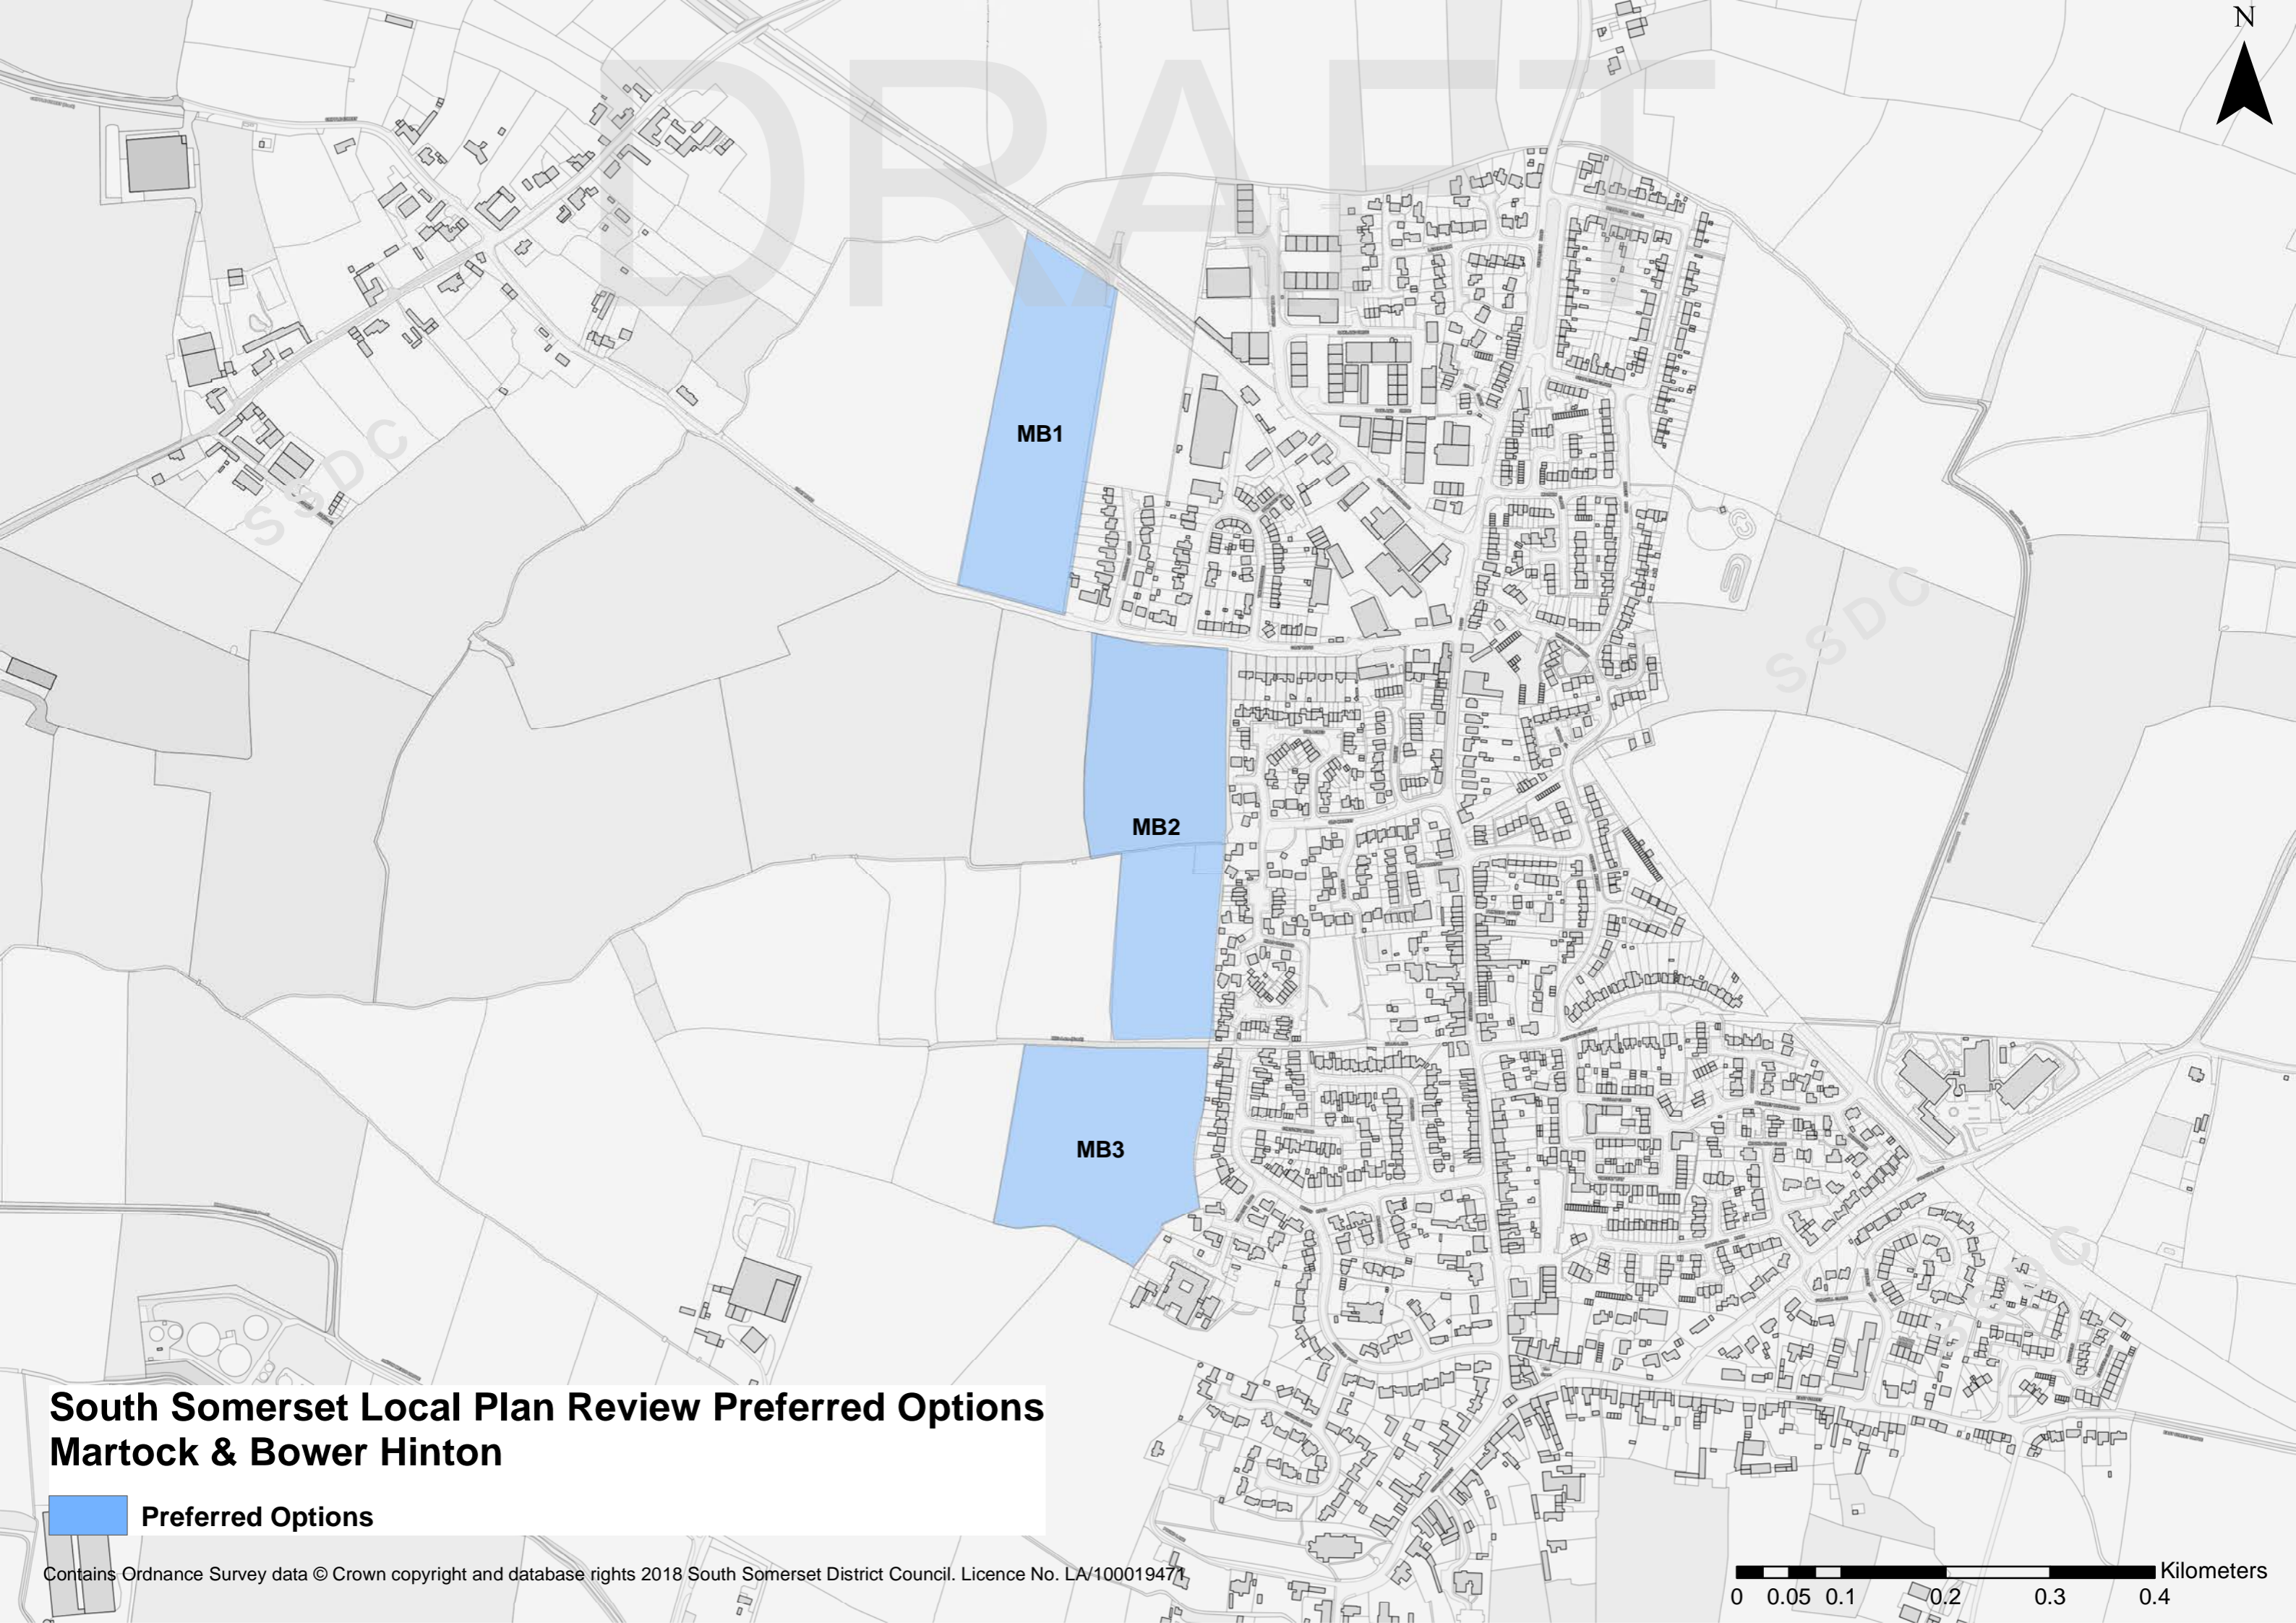 N
DRAFT
SSDC
MB1
SSDC
MB2
MB3
South Somerset Local Plan Review Preferred Options
Martock & Bower Hinton
Preferred Options
Contains Ordnance Survey data © Crown copyright and database rights 2018 South Somerset District Council. Licence No. LA/100019471
Kilometers
0 0.05 0.1 0.2 0.3 0.4